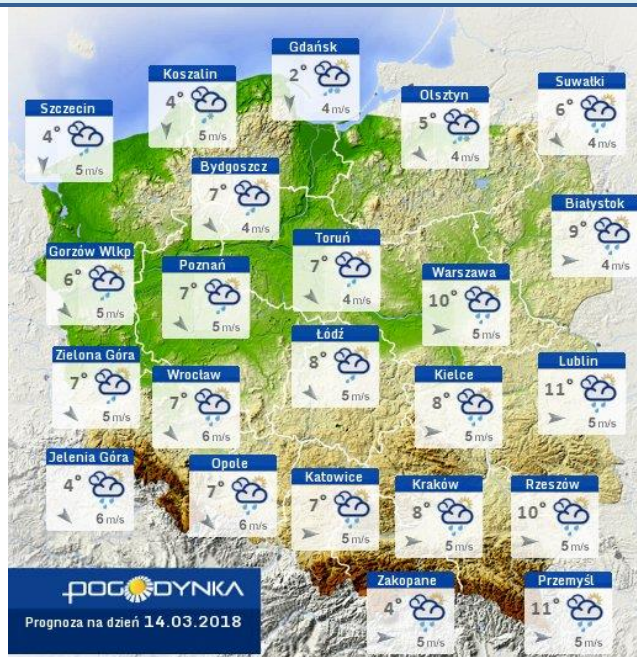 Gdańsk
2°
4 m/s
Koszalin
4°
5 m/s
Suwałki
6°
4 m/s
Olsztyn
5°
4 m/s
Szczecin
4°
5 m/s
Bydgoszcz
7°
4 m/s
Białystok
9°
4 m/s
Toruń
7°
4 m/s
Gorzów Wlkp
6°
5 m/s
Poznań
7°
5 m/s
Warszawa
10°
5 m/s
Łódź
8°
5 m/s
Zielona Góra
7°
5 m/s
Lublin
11°
5 m/s
Wrocław
7°
6 m/s
Kielce
8°
5 m/s
Jelenia Góra
4°
6 m/s
Opole
7°
6 m/s
Katowice
7°
5 m/s
Kraków
8°
5 m/s
Rzeszów
10°
5 m/s
Zakopane
4°
5 m/s
Przemyśl
11°
5 m/s
POGODYNKA
Prognoza na dzień 14.03.2018